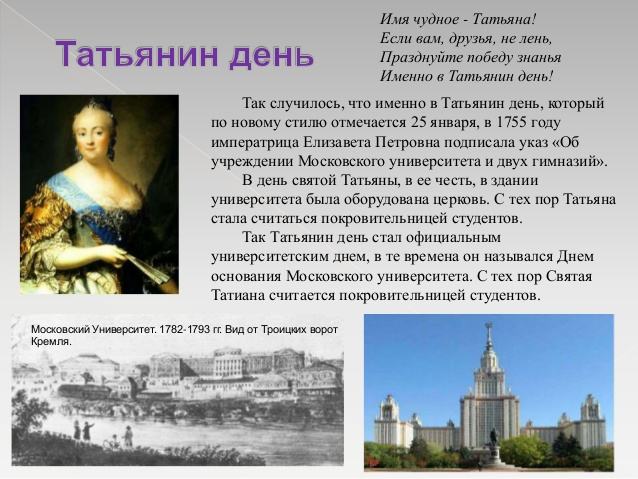 Имя чудное - Татьяна!
Если вам, друзья, не лень,
Празднуйте победу знанья
Именно в Татьянин день!
Татьянин день
Так случилось, что именно в Татьянин день, который
по новому стилю отмечается 25 января, в 1755 году
императрица Елизавета Петровна подписала указ «Об
учреждении Московского университета и двух гимназий».
В день святой Татьяны, в ее честь, в здании
университета была оборудована церковь. С тех пор Татьяна
стала считаться покровительницей студентов.
Так Татьянин день стал официальным
университетским днем, в те времена он назывался Днем
основания Московского университета. С тех пор Святая
Татиана считается покровительницей студентов.
Московский Университет. 1782-1793 гг. Вид от Троицких ворот
Кремля.